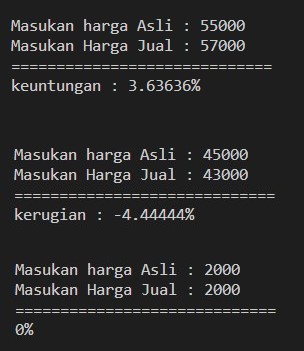 Masukan harga Asli : 55000
Masukan Harga Jual : 57000
=============================
keuntungan : 3.63636%
Masukan harga Asli : 45000
Masukan Harga Jual : 43000
=============================
kerugian : -4.44444%
Masukan harga Asli : 2000
Masukan Harga Jual : 2000
=============================
0%